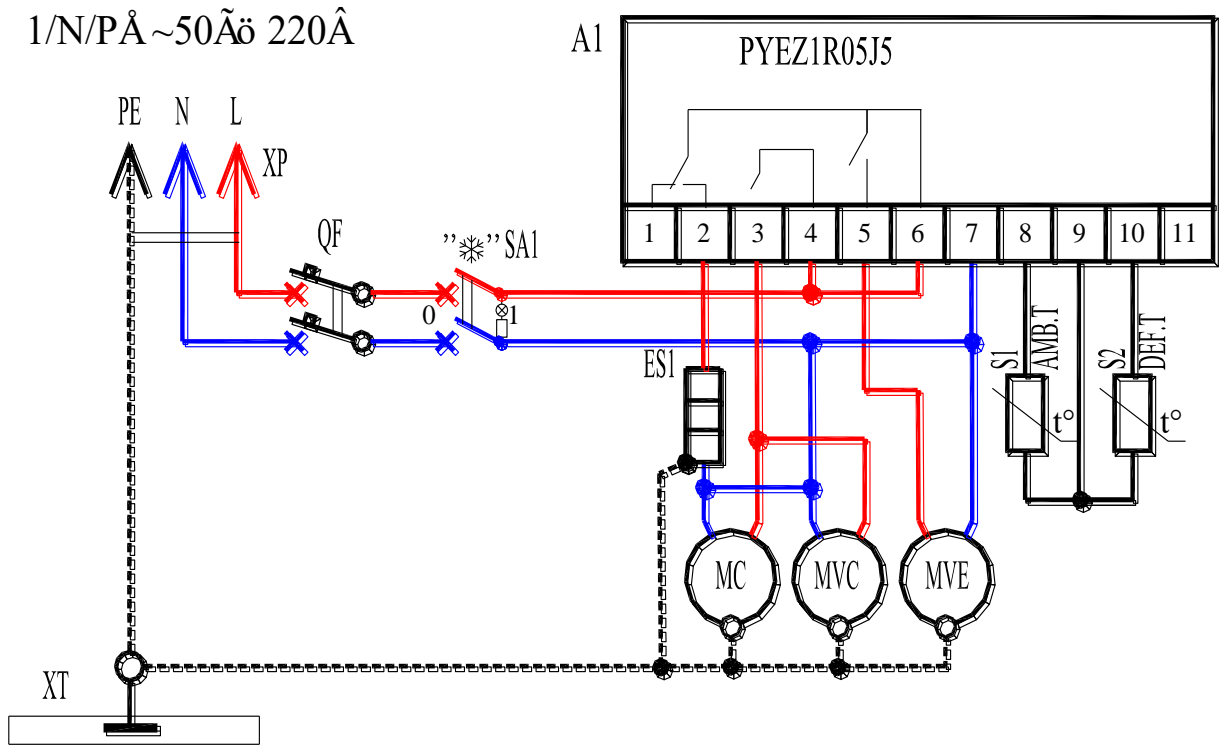 1/N/PÅ ~50Ãö 220Â
A1
PYEZ1R05J5
PE N L
XP
QF
”❄” SA1
1 2 3 4 5 6 7 8 9 10 11
0 1
ES1
S1 AMB.T
S2 DEF.T
t° t°
MC MVC MVE
XT